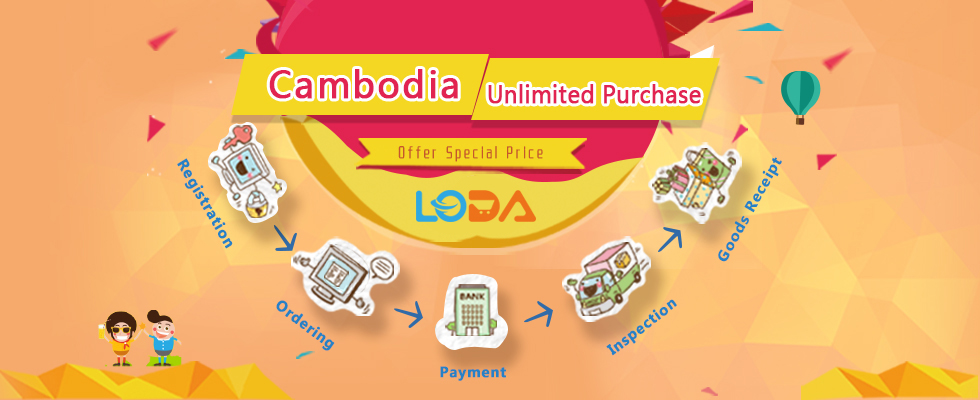 Cambodia
Unlimited Purchase
Offer Special Price
LODA
Registration
Ordering
BANK
Payment
Inspection
Goods Receipt